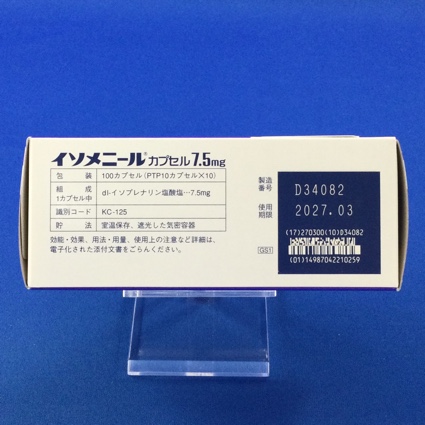 イソメニール®カプセル7.5mg
包装 100カプセル(PTP10カプセル×10)
組成 1カプセル中 dl-イソプレナリン塩酸塩…7.5mg
識別コード KC-125
貯法 室温保存、遮光した気密容器
効能・効果、用法・用量、使用上の注意など詳細は、
電子化された添付文書をごらんください。
製造番号 D34082
使用期限 2027.03
(17)270300(10)D34082
GS1
(01)14987042210259